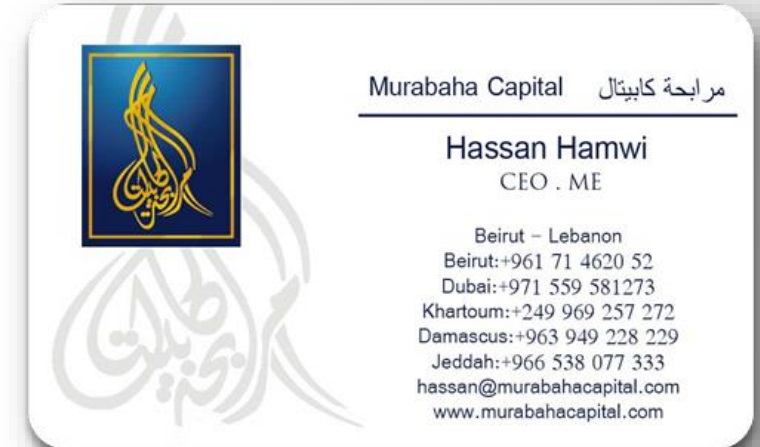 Murabaha Capital مرابحة كابيتال
Hassan Hamwi
CEO . ME
Beirut – Lebanon
Beirut:+961 71 4620 52
Dubai:+971 559 581273
Khartoum:+249 969 257 272
Damascus:+963 949 228 229
Jeddah:+966 538 077 333
hassan@murabahacapital.com
www.murabahacapital.com